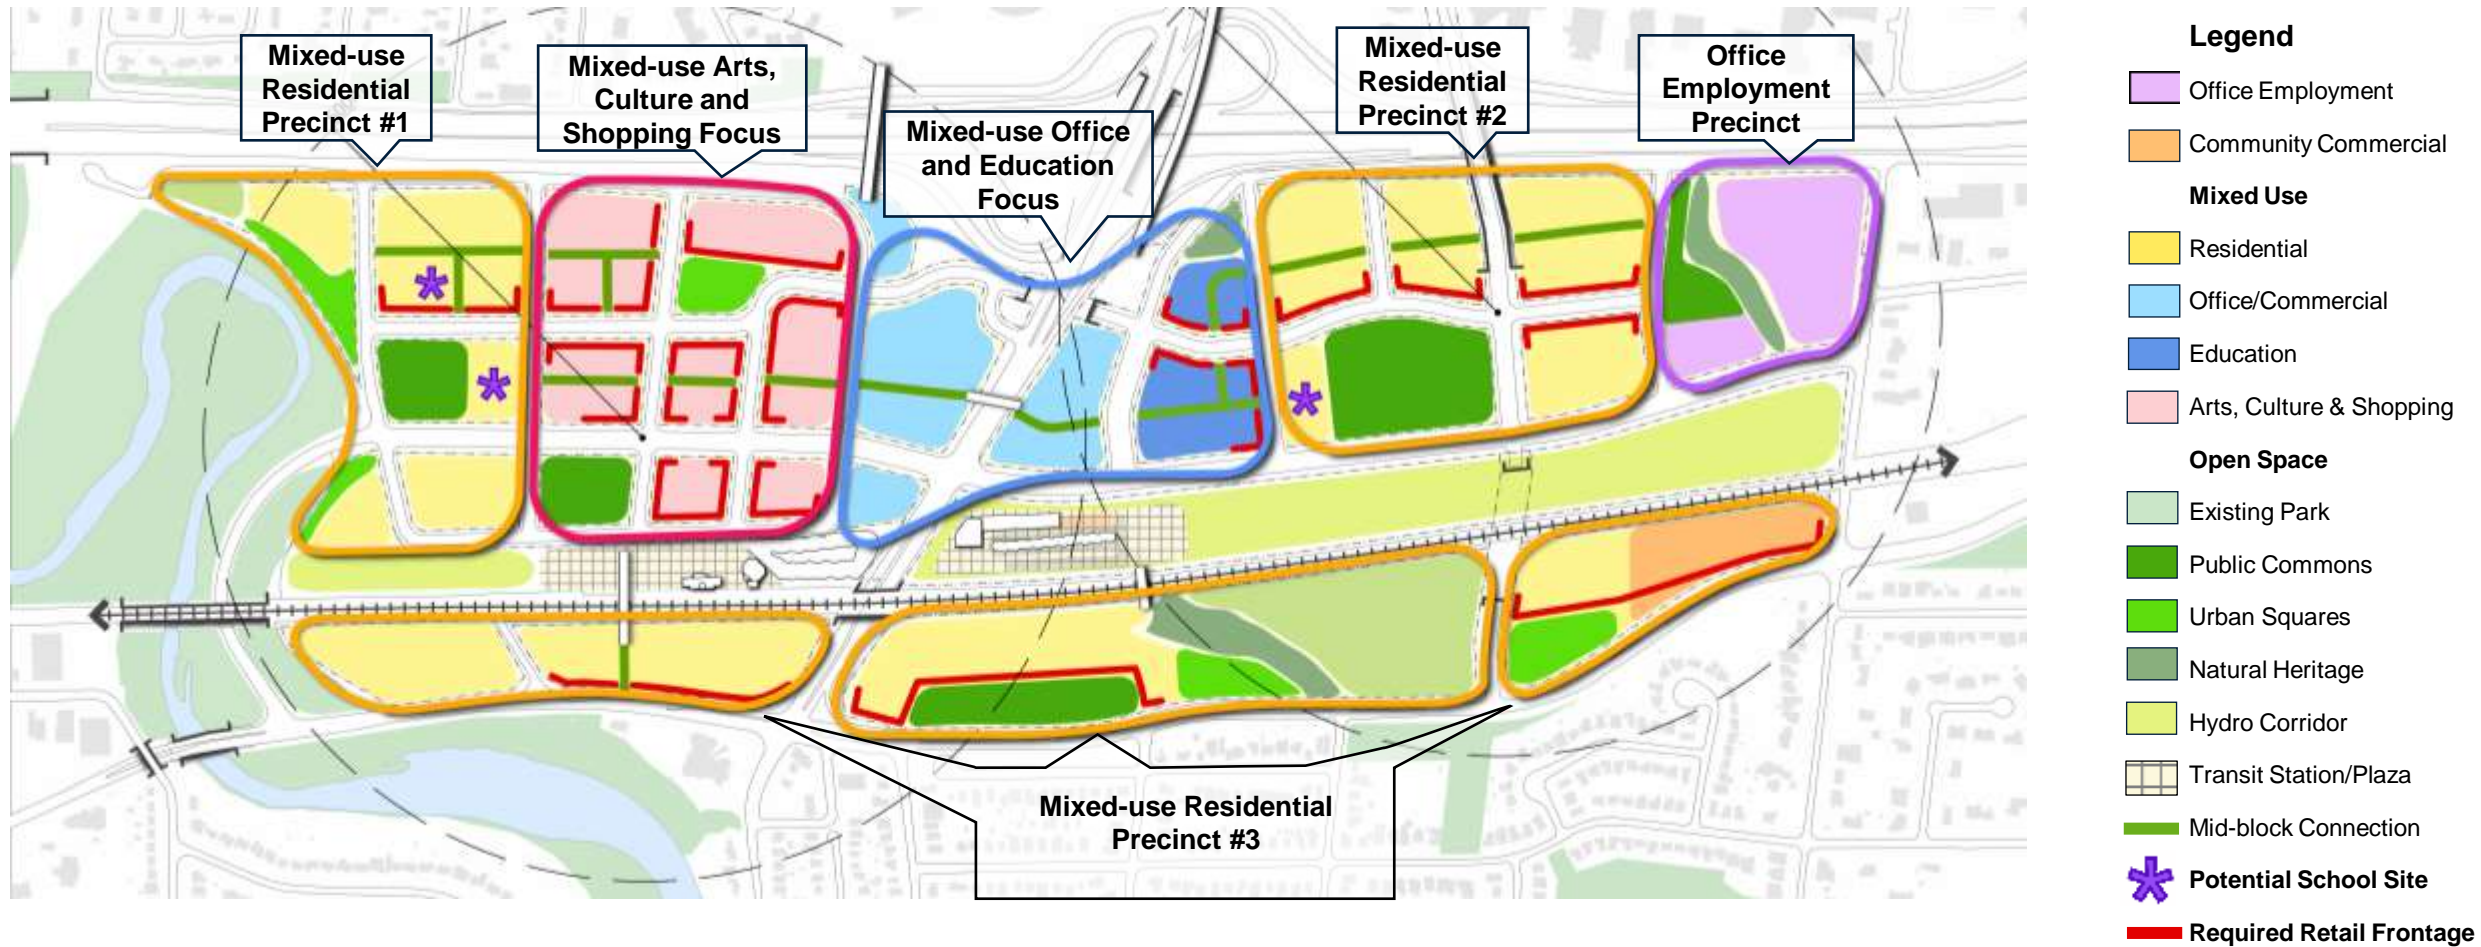 Mixed-use
Residential
Precinct #1
Mixed-use Arts,
Culture and
Shopping Focus
Mixed-use Office
and Education
Focus
Mixed-use
Residential
Precinct #2
Office
Employment
Precinct
Mixed-use Residential
Precinct #3
Legend
Office Employment
Community Commercial
Mixed Use
Residential
Office/Commercial
Education
Arts, Culture & Shopping
Open Space
Existing Park
Public Commons
Urban Squares
Natural Heritage
Hydro Corridor
Transit Station/Plaza
Mid-block Connection
Potential School Site
Required Retail Frontage